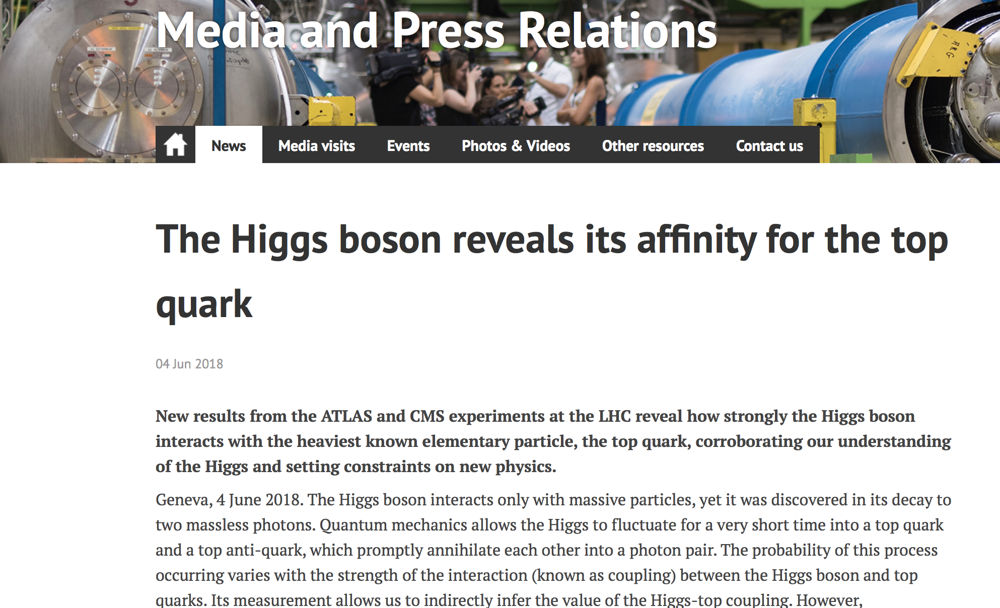 Media and Press Relations
News
Media visits
Events
Photos & Videos
Other resources
Contact us
The Higgs boson reveals its affinity for the top
quark
04 Jun 2018
New results from the ATLAS and CMS experiments at the LHC reveal how strongly the Higgs boson
interacts with the heaviest known elementary particle, the top quark, corroborating our understanding
of the Higgs and setting constraints on new physics.
Geneva, 4 June 2018. The Higgs boson interacts only with massive particles, yet it was discovered in its decay to
two massless photons. Quantum mechanics allows the Higgs to fluctuate for a very short time into a top quark
and a top anti-quark, which promptly annihilate each other into a photon pair. The probability of this process
occurring varies with the strength of the interaction (known as coupling) between the Higgs boson and top
quarks. Its measurement allows us to indirectly infer the value of the Higgs-top coupling. However,